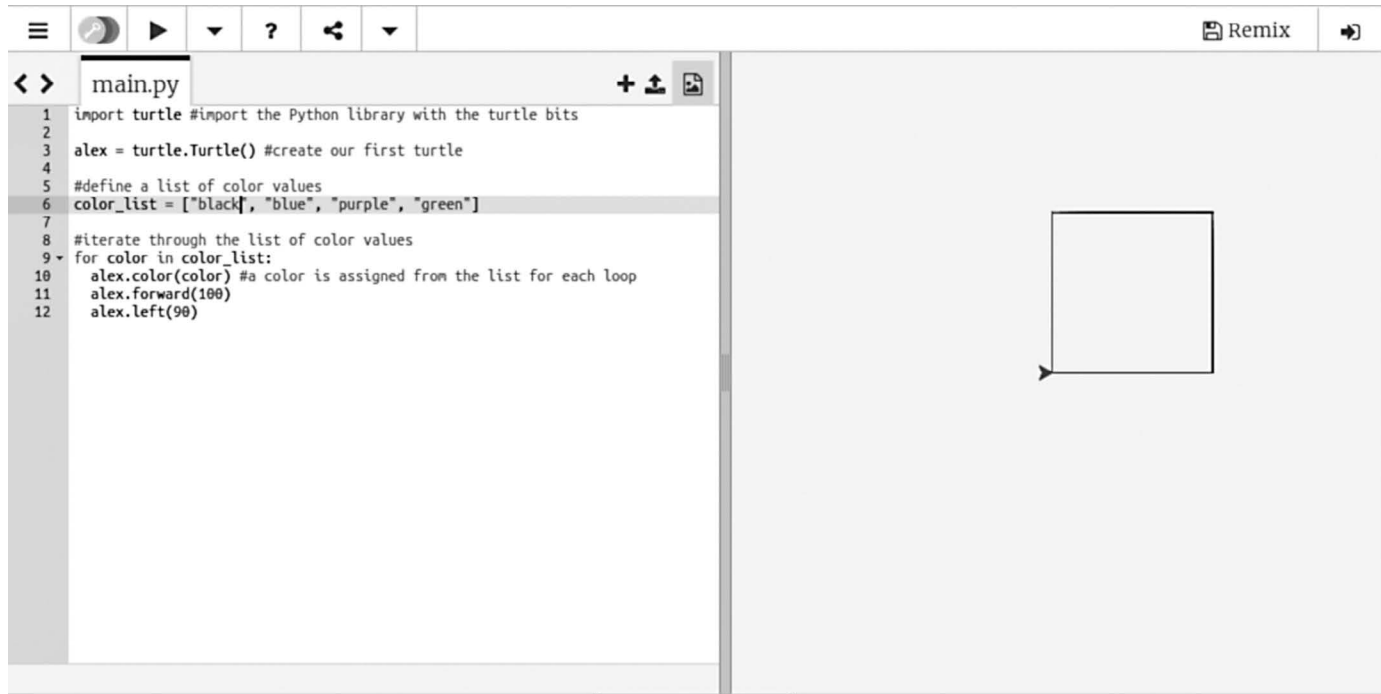 ? Remix
main.py
1 import turtle #import the Python library with the turtle bits
2
3 alex = turtle.Turtle() #create our first turtle
4
5 #define a list of color values
6 color_list = ["black", "blue", "purple", "green"]
7
8 #iterate through the list of color values
9 for color in color_list:
10 alex.color(color) #a color is assigned from the list for each loop
11 alex.forward(100)
12 alex.left(90)